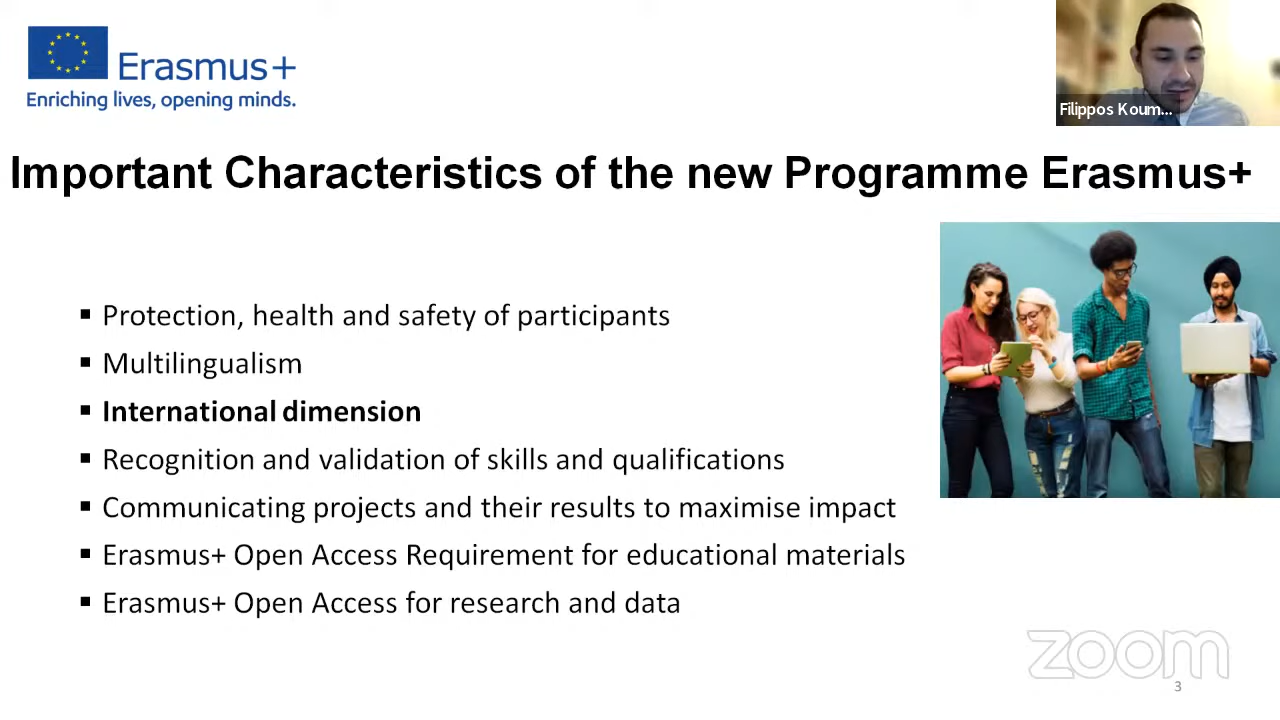 Erasmus+
Enriching lives, opening minds.
Filippos Koum...
Important Characteristics of the new Programme Erasmus+
▪ Protection, health and safety of participants
▪ Multilingualism
▪ International dimension
▪ Recognition and validation of skills and qualifications
▪ Communicating projects and their results to maximise impact
▪ Erasmus+ Open Access Requirement for educational materials
▪ Erasmus+ Open Access for research and data
zoom
3